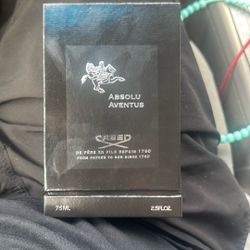 ABSOLU
AVENTUS
CREED
DE PÈRE EN FILS DEPUIS 1760
FROM FATHER TO SON SINCE 1760
75ML 2.5FL.OZ.